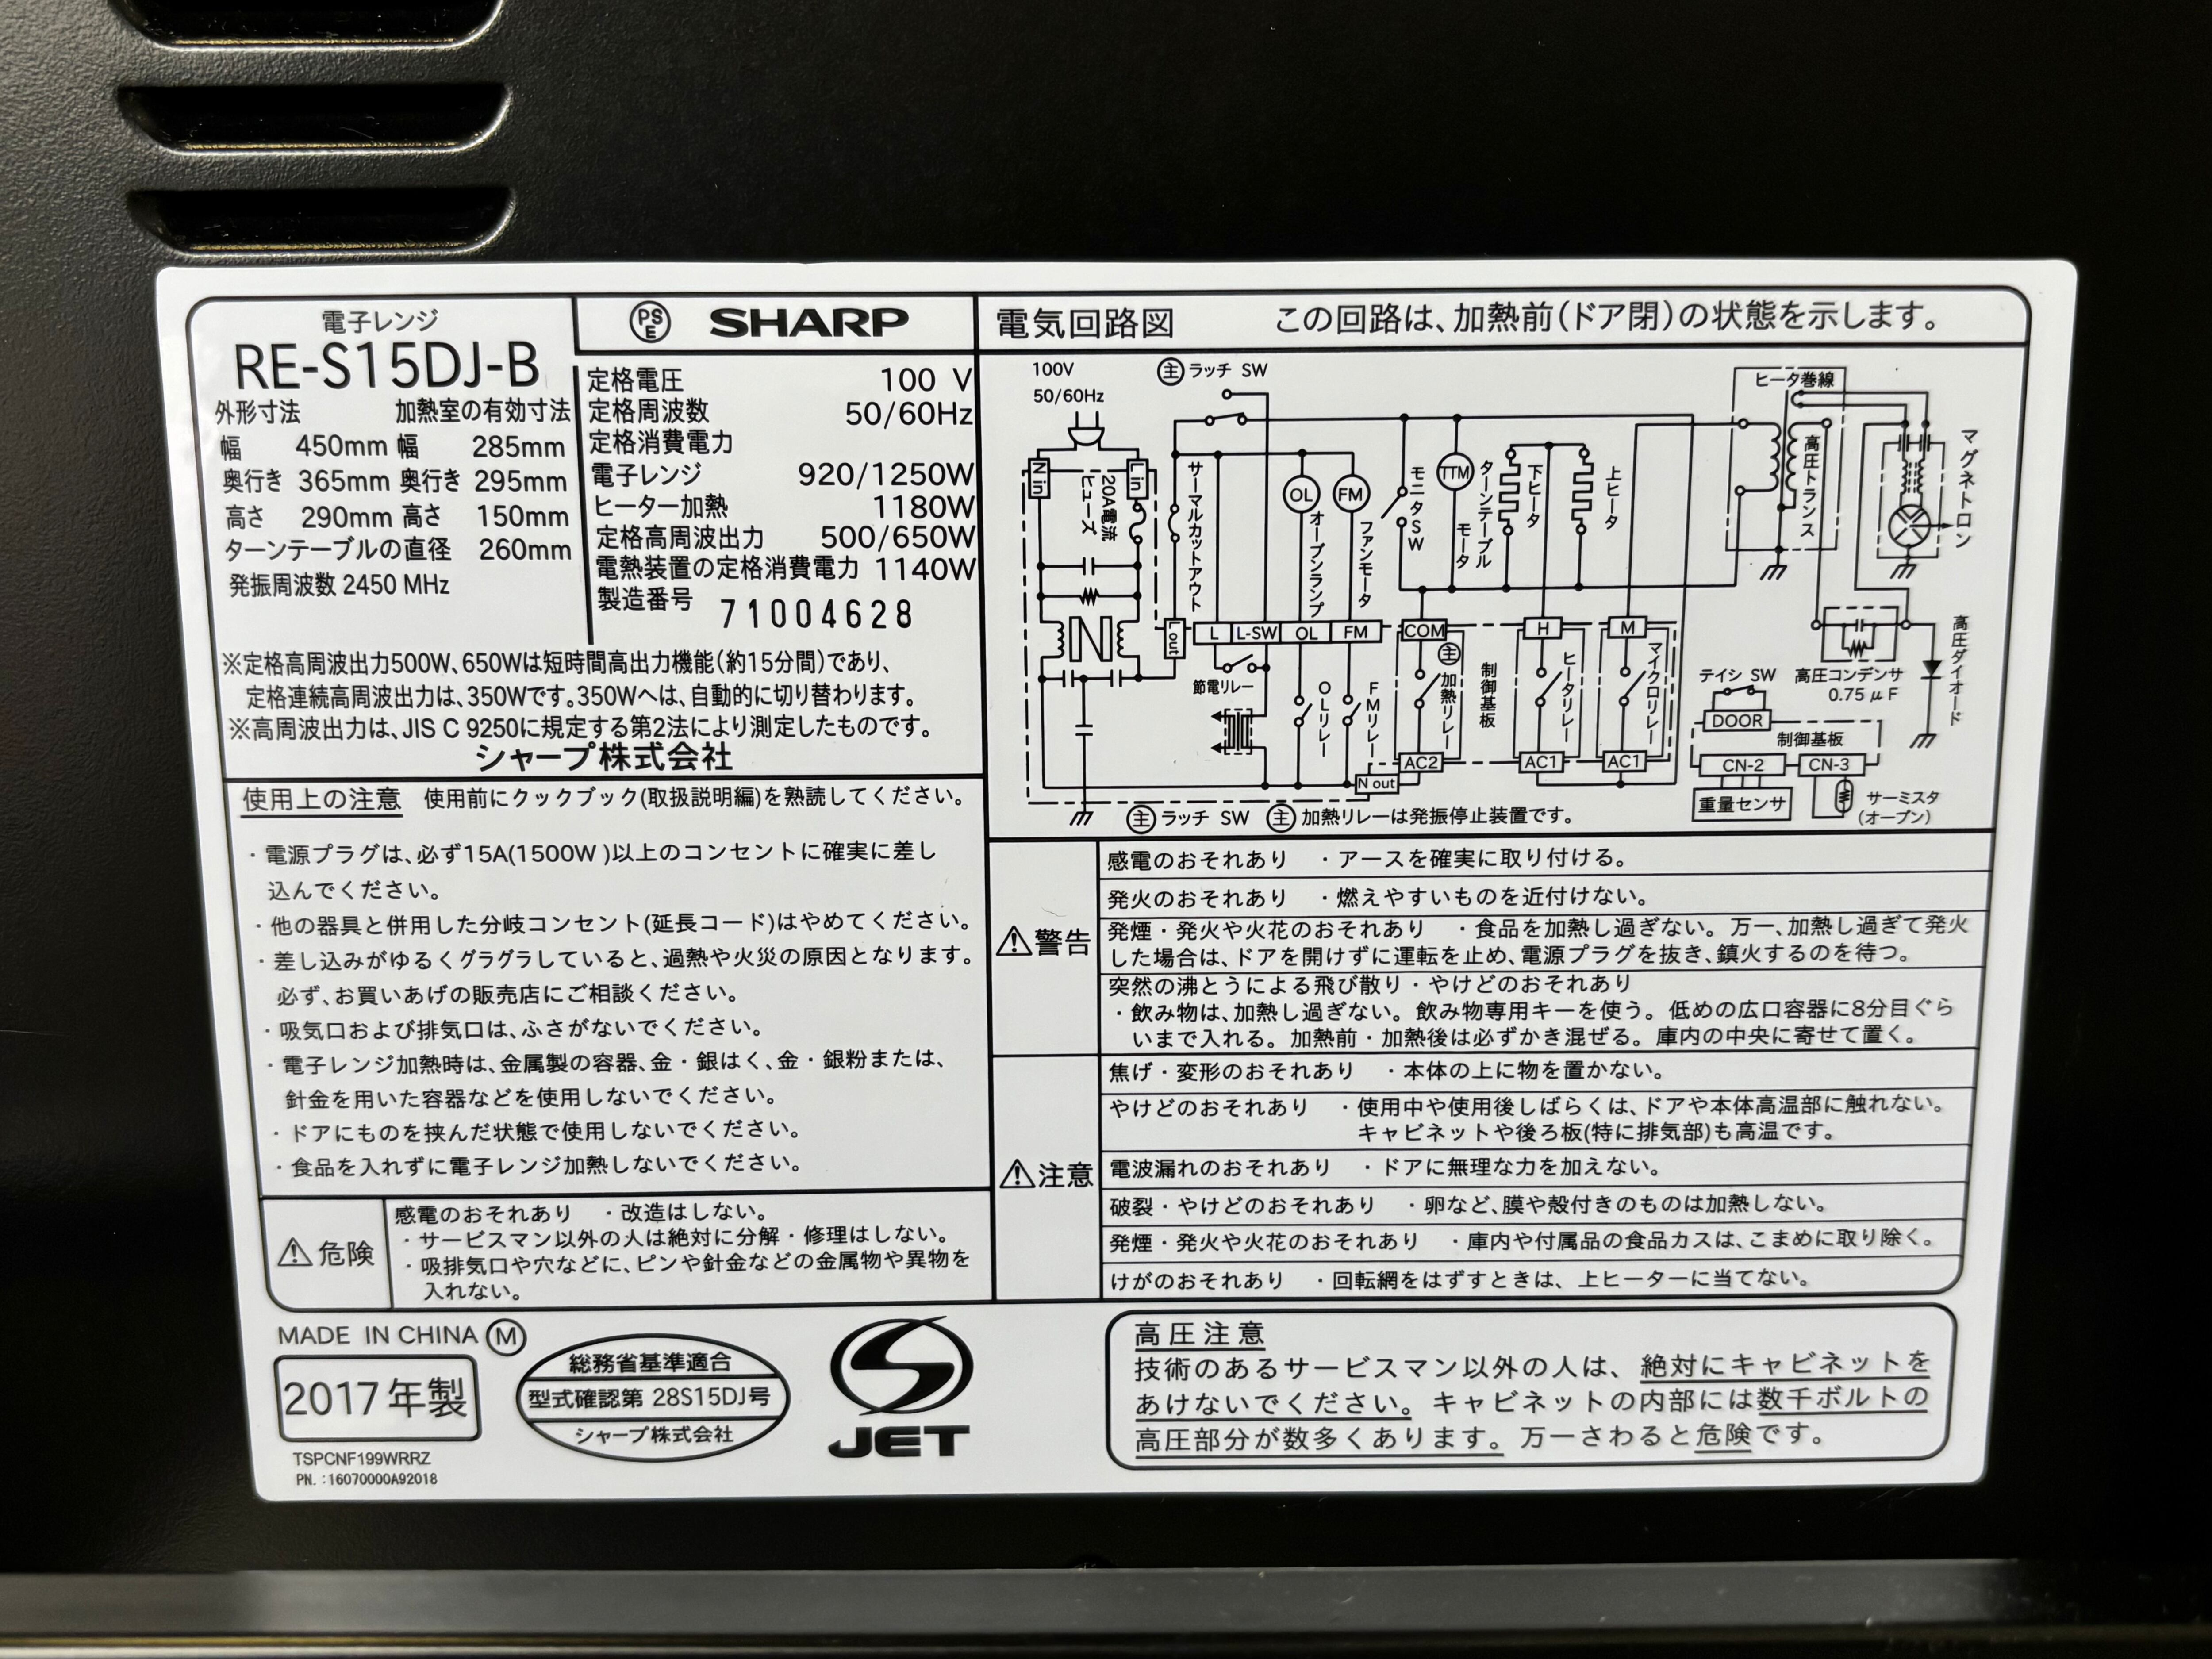 電子レンジ
RE-S15DJ-B
外形寸法 加熱室の有効寸法
幅 450mm 幅 285mm
奥行き 365mm 奥行き 295mm
高さ 290mm 高さ 150mm
ターンテーブルの直径 260mm
発振周波数 2450 MHz
PS
E
SHARP
定格電圧 100 V
定格周波数 50/60Hz
定格消費電力
電子レンジ 920/1250W
ヒーター加熱 1180W
定格高周波出力 500/650W
電熱装置の定格消費電力 1140W
製造番号 71004628
※定格高周波出力500W、650Wは短時間高出力機能(約15分間)であり、
定格連続高周波出力は、350Wです。350Wへは、自動的に切り替わります。
※高周波出力は、JIS C 9250に規定する第2法により測定したものです。
シャープ株式会社
使用上の注意 使用前にクックブック(取扱説明編)を熟読してください。
・電源プラグは、必ず15A(1500W )以上のコンセントに確実に差し
込んでください。
・他の器具と併用した分岐コンセント(延長コード)はやめてください。
・差し込みがゆるくグラグラしていると、過熱や火災の原因となります。
必ず、お買いあげの販売店にご相談ください。
・吸気口および排気口は、ふさがないでください。
・電子レンジ加熱時は、金属製の容器、金・銀はく、金・銀粉または、
針金を用いた容器などを使用しないでください。
・ドアにものを挟んだ状態で使用しないでください。
・食品を入れずに電子レンジ加熱しないでください。
⚠危険
感電のおそれあり ・改造はしない。
・サービスマン以外の人は絶対に分解・修理はしない。
・吸排気口や穴などに、ピンや針金などの金属物や異物を
入れない。
電気回路図 この回路は、加熱前(ドア閉)の状態を示します。
100V
50/60Hz
主 ラッチ SW
N in
L in
20A電流
ヒューズ
サーマルカットアウト
OL
オーブンランプ
FM
ファンモータ
モニタSW
TTM
ターンテーブル
モータ
下ヒータ
上ヒータ
ヒータ巻線
高圧トランス
マグネトロン
L out
L
L-SW
OL
FM
COM
H
M
節電リレー
OLリレー
FMリレー
主
加熱リレー
制御基板
ヒータリレー
マイクロリレー
N out
AC2
AC1
AC1
高圧コンデンサ
0.75μF
高圧ダイオード
テイシ SW
DOOR
制御基板
CN-2
CN-3
重量センサ
サーミスタ
(オーブン)
主 ラッチ SW 主 加熱リレーは発振停止装置です。
⚠警告
感電のおそれあり ・アースを確実に取り付ける。
発火のおそれあり ・燃えやすいものを近付けない。
発煙・発火や火花のおそれあり ・食品を加熱し過ぎない。万一、加熱し過ぎて発火
した場合は、ドアを開けずに運転を止め、電源プラグを抜き、鎮火するのを待つ。
突然の沸とうによる飛び散り・やけどのおそれあり
・飲み物は、加熱し過ぎない。飲み物専用キーを使う。低めの広口容器に8分目ぐら
いまで入れる。加熱前・加熱後は必ずかき混ぜる。庫内の中央に寄せて置く。
⚠注意
焦げ・変形のおそれあり ・本体の上に物を置かない。
やけどのおそれあり ・使用中や使用後しばらくは、ドアや本体高温部に触れない。
キャビネットや後ろ板(特に排気部)も高温です。
電波漏れのおそれあり ・ドアに無理な力を加えない。
破裂・やけどのおそれあり ・卵など、膜や殻付きのものは加熱しない。
発煙・発火や火花のおそれあり ・庫内や付属品の食品カスは、こまめに取り除く。
けがのおそれあり ・回転網をはずすときは、上ヒーターに当てない。
MADE IN CHINA M
2017年製
TSPCNF199WRRZ
PN.:16070000A92018
総務省基準適合
型式確認第 28S15DJ号
シャープ株式会社
JET
高圧注意
技術のあるサービスマン以外の人は、絶対にキャビネットを
あけないでください。キャビネットの内部には数千ボルトの
高圧部分が数多くあります。万一さわると危険です。